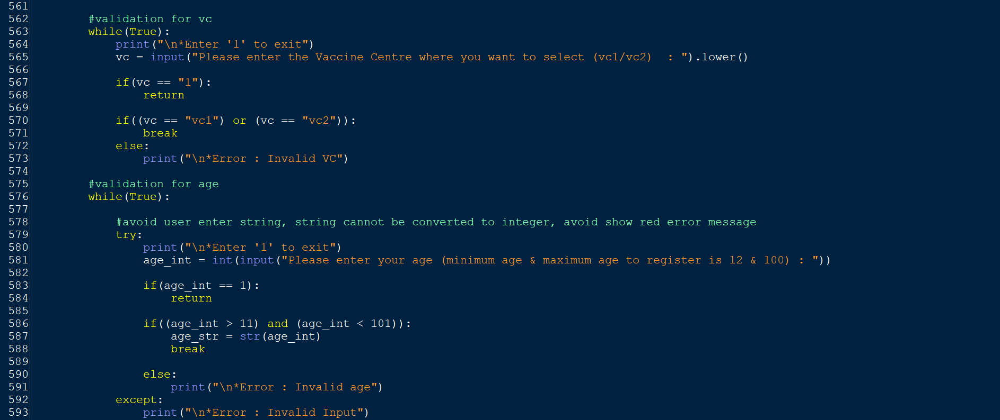 561
562 #validation for vc
563 while(True):
564 print("\n*Enter '1' to exit")
565 vc = input("Please enter the Vaccine Centre where you want to select (vc1/vc2)  : ").lower()
566
567 if(vc == "1"):
568 return
569
570 if((vc == "vc1") or (vc == "vc2")):
571 break
572 else:
573 print("\n*Error : Invalid VC")
574
575 #validation for age
576 while(True):
577
578 #avoid user enter string, string cannot be converted to integer, avoid show red error message
579 try:
580 print("\n*Enter '1' to exit")
581 age_int = int(input("Please enter your age (minimum age & maximum age to register is 12 & 100) : "))
582
583 if(age_int == 1):
584 return
585
586 if((age_int > 11) and (age_int < 101)):
587 age_str = str(age_int)
588 break
589
590 else:
591 print("\n*Error : Invalid age")
592 except:
593 print("\n*Error : Invalid Input")